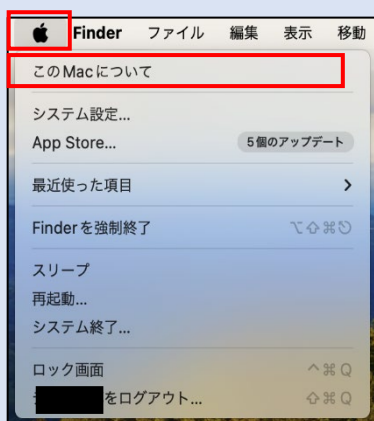 Finder ファイル 編集 表示 移動
このMacについて
システム設定...
App Store... 5個のアップデート
最近使った項目
Finderを強制終了 ⌥⇧⌘⎋
スリープ
再起動...
システム終了...
ロック画面 ^⌘Q
をログアウト... ⇧⌘Q